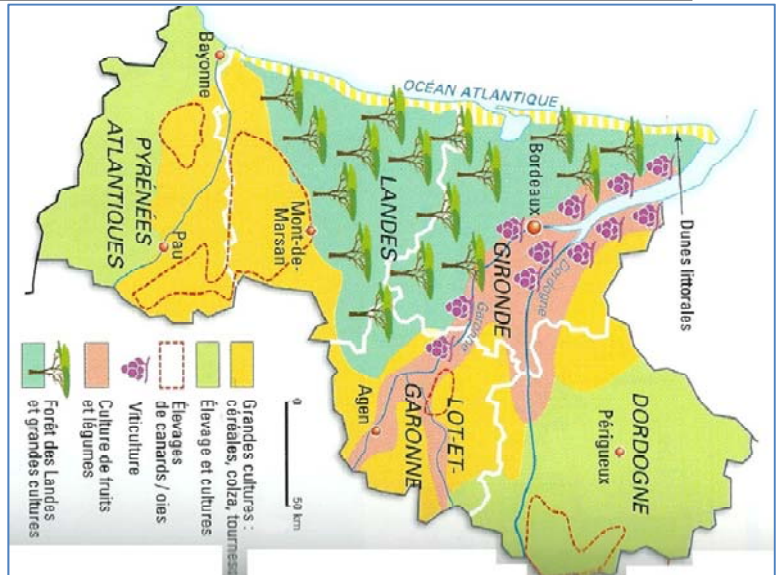 OCÉAN ATLANTIQUE
Dunes littorales
Bordeaux
GIRONDE
Dordogne
Garonne
DORDOGNE
Périgueux
LANDES
Mont-de-
Marsan
LOT-ET-
GARONNE
Agen
Bayonne
PYRÉNÉES
ATLANTIQUES
Pau
0 50 km
Grandes cultures :
céréales, colza, tourneso
Élevage et cultures
Élevages
de canards / oies
Viticulture
Culture de fruits
et légumes
Forêt des Landes
et grandes cultures